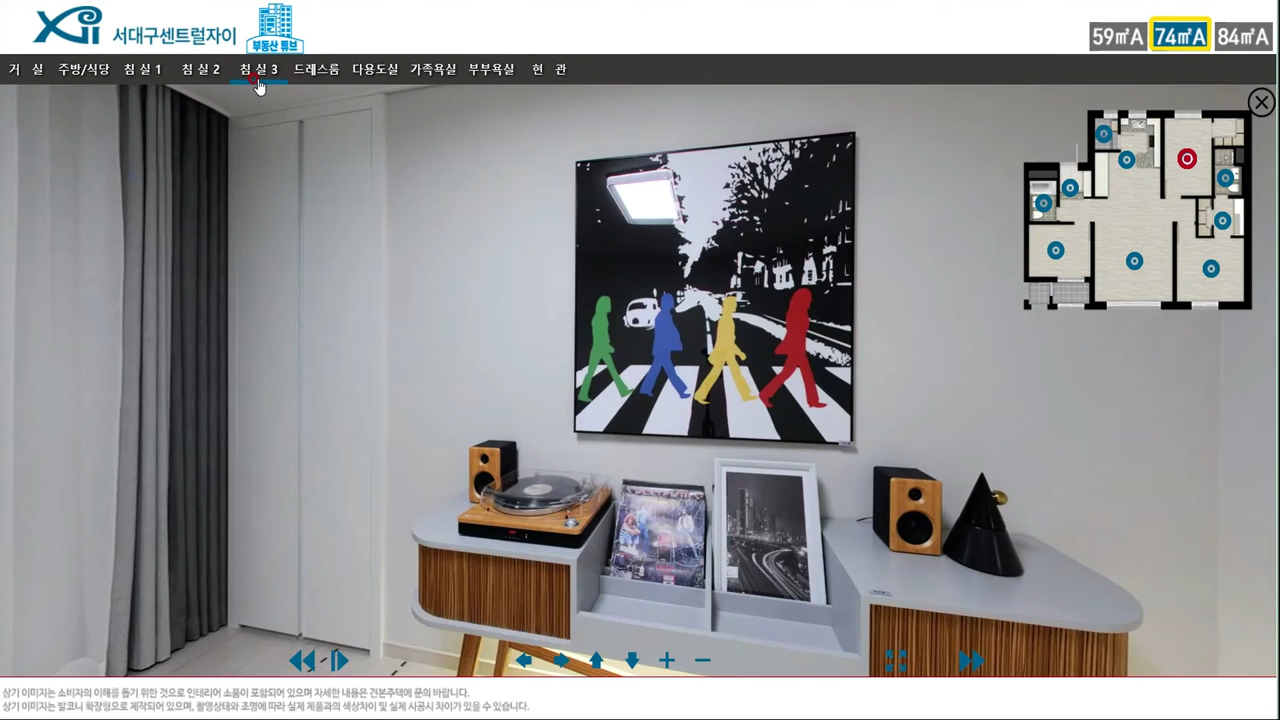 Xi 서대구센트럴자이
부동산 튜브
59㎡A 74㎡A 84㎡A
거 실 주방/식당 침 실 1 침 실 2 침 실 3 드레스룸 다용도실 가족욕실 부부욕실 현 관
상기 이미지는 소비자의 이해를 돕기 위한 것으로 인테리어 소품이 포함되어 있으며 자세한 내용은 견본주택에 문의 바랍니다.
상기 이미지는 발코니 확장형으로 제작되어 있으며, 촬영상태와 조명에 따라 실제 제품과의 색상차이 및 실제 시공시 차이가 있을 수 있습니다.